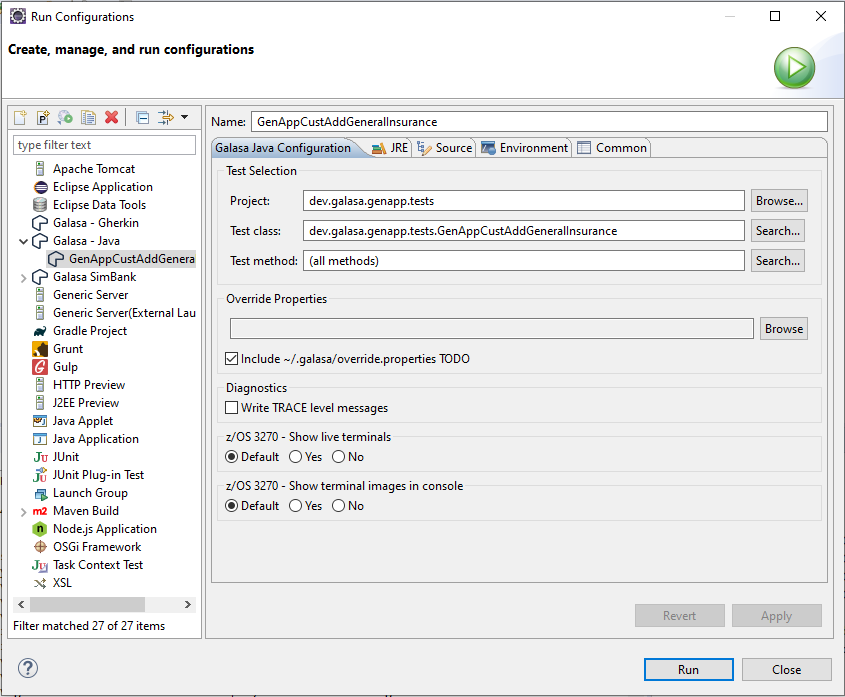 Run Configurations
Create, manage, and run configurations
type filter text
Apache Tomcat
Eclipse Application
Eclipse Data Tools
Galasa - Gherkin
Galasa - Java
GenAppCustAddGenera
Galasa SimBank
Generic Server
Generic Server(External Lau
Gradle Project
Grunt
Gulp
HTTP Preview
J2EE Preview
Java Applet
Java Application
JUnit
JUnit Plug-in Test
Launch Group
Maven Build
Node.js Application
OSGi Framework
Task Context Test
XSL
Filter matched 27 of 27 items
Name: GenAppCustAddGeneralInsurance
Galasa Java Configuration JRE Source Environment Common
Test Selection
Project: dev.galasa.genapp.tests Browse...
Test class: dev.galasa.genapp.tests.GenAppCustAddGeneralInsurance Search...
Test method: (all methods) Search...
Override Properties
Browse
Include ~/.galasa/override.properties TODO
Diagnostics
Write TRACE level messages
z/OS 3270 - Show live terminals
Default Yes No
z/OS 3270 - Show terminal images in console
Default Yes No
Revert Apply
Run Close